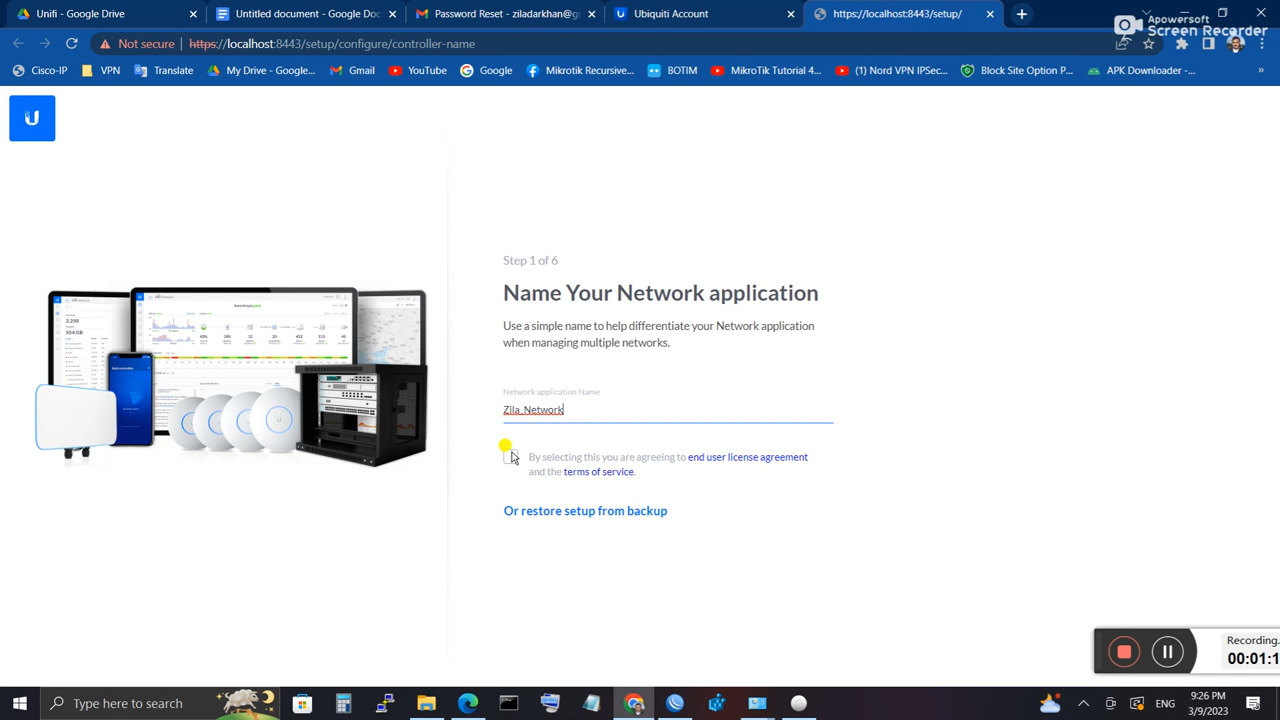 Unifi - Google Drive
Untitled document - Google Doc
Password Reset - ziladarkhan@g
Ubiquiti Account
https://localhost:8443/setup/
Apowersoft
Screen Recorder
Not secure
https://localhost:8443/setup/configure/controller-name
Cisco-IP
VPN
Translate
My Drive - Google...
Gmail
YouTube
Google
Mikrotik Recursive...
BOTIM
MikroTik Tutorial 4...
(1) Nord VPN IPSec...
Block Site Option P...
APK Downloader -...
»
Step 1 of 6
Name Your Network application
Use a simple name to help differentiate your Network application
when managing multiple networks.
Network application Name
Zila_Network
By selecting this you are agreeing to end user license agreement
and the terms of service.
Or restore setup from backup
Recording.
00:01:1
Type here to search
ENG
9:26 PM
3/9/2023